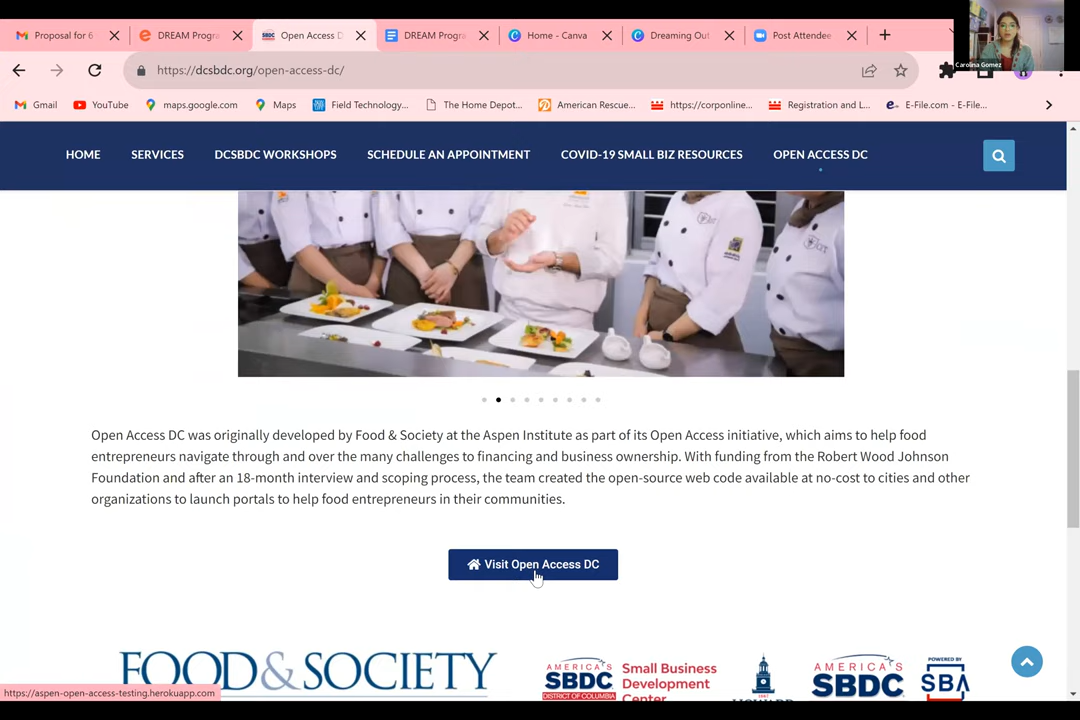 Proposal for 6
DREAM Progra
Open Access D
DREAM Progra
Home - Canva
Dreaming Out
Post Attendee
Carolina Gomez
https://dcsbdc.org/open-access-dc/
Gmail
YouTube
maps.google.com
Maps
Field Technology...
The Home Depot...
American Rescue...
https://corponline...
Registration and L...
E-File.com - E-File...
HOME
SERVICES
DCSBDC WORKSHOPS
SCHEDULE AN APPOINTMENT
COVID-19 SMALL BIZ RESOURCES
OPEN ACCESS DC
Open Access DC was originally developed by Food & Society at the Aspen Institute as part of its Open Access initiative, which aims to help food
entrepreneurs navigate through and over the many challenges to financing and business ownership. With funding from the Robert Wood Johnson
Foundation and after an 18-month interview and scoping process, the team created the open-source web code available at no-cost to cities and other
organizations to launch portals to help food entrepreneurs in their communities.
Visit Open Access DC
FOOD & SOCIETY
AMERICA'S
SBDC
DISTRICT OF COLUMBIA
Small Business
Development
Center
HOWARD
AMERICA'S
SBDC
POWERED BY
SBA
https://aspen-open-access-testing.herokuapp.com